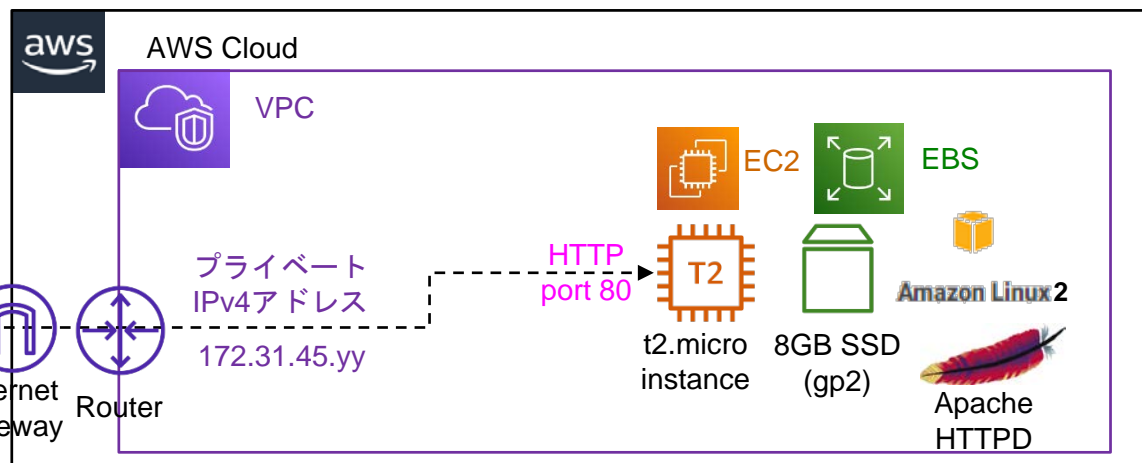 aws
AWS Cloud
VPC
EC2
EBS
プライベート
IPv4アドレス
172.31.45.yy
HTTP
port 80
T2
Amazon Linux 2
t2.micro
instance
8GB SSD
(gp2)
Apache
HTTPD
ernet
eway
Router